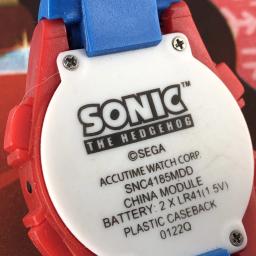 SONIC™
THE HEDGEHOG
©SEGA
ACCUTIME WATCH CORP.
SNC4185MDD
CHINA MODULE
BATTERY: 2 X LR41(1.5V)
PLASTIC CASEBACK
0122Q